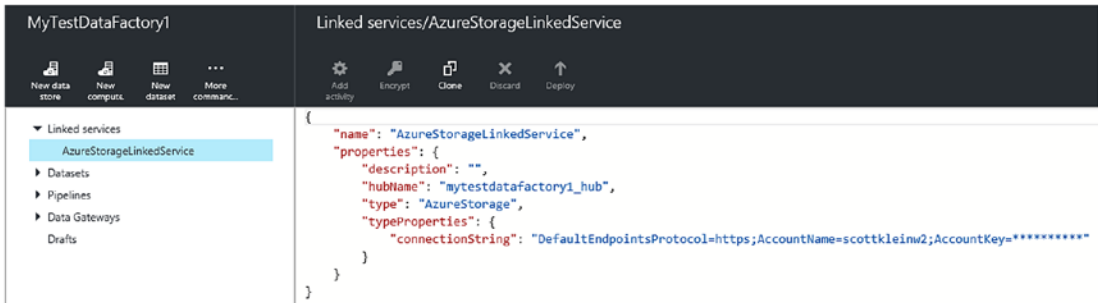 MyTestDataFactory1
New data store
New comput..
New dataset
More commanc...
Linked services
AzureStorageLinkedService
Datasets
Pipelines
Data Gateways
Drafts
Linked services/AzureStorageLinkedService
Add activity
Encrypt
Clone
Discard
Deploy
{
"name": "AzureStorageLinkedService",
"properties": {
"description": "",
"hubName": "mytestdatafactory1_hub",
"type": "AzureStorage",
"typeProperties": {
"connectionString": "DefaultEndpointsProtocol=https;AccountName=scottkleinw2;AccountKey=**********"
}
}
}